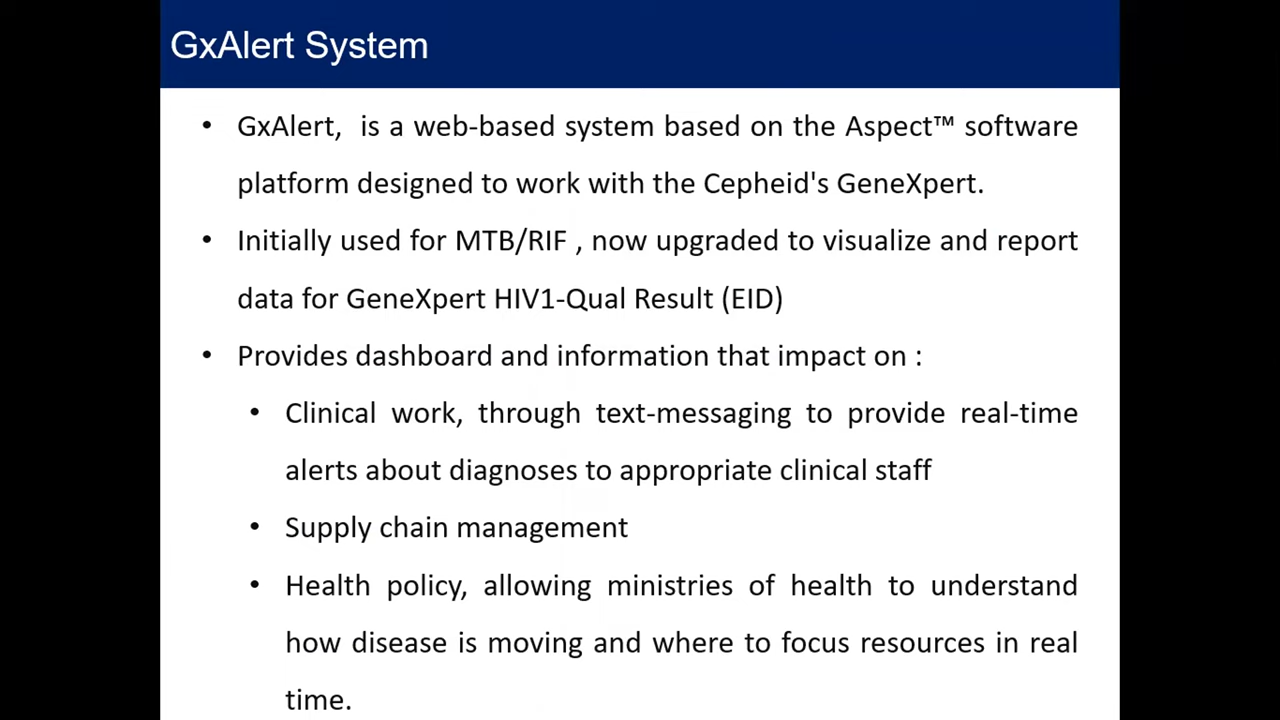 GxAlert System
• GxAlert, is a web-based system based on the Aspect™ software
platform designed to work with the Cepheid's GeneXpert.
• Initially used for MTB/RIF , now upgraded to visualize and report
data for GeneXpert HIV1-Qual Result (EID)
• Provides dashboard and information that impact on :
• Clinical work, through text-messaging to provide real-time
alerts about diagnoses to appropriate clinical staff
• Supply chain management
• Health policy, allowing ministries of health to understand
how disease is moving and where to focus resources in real
time.